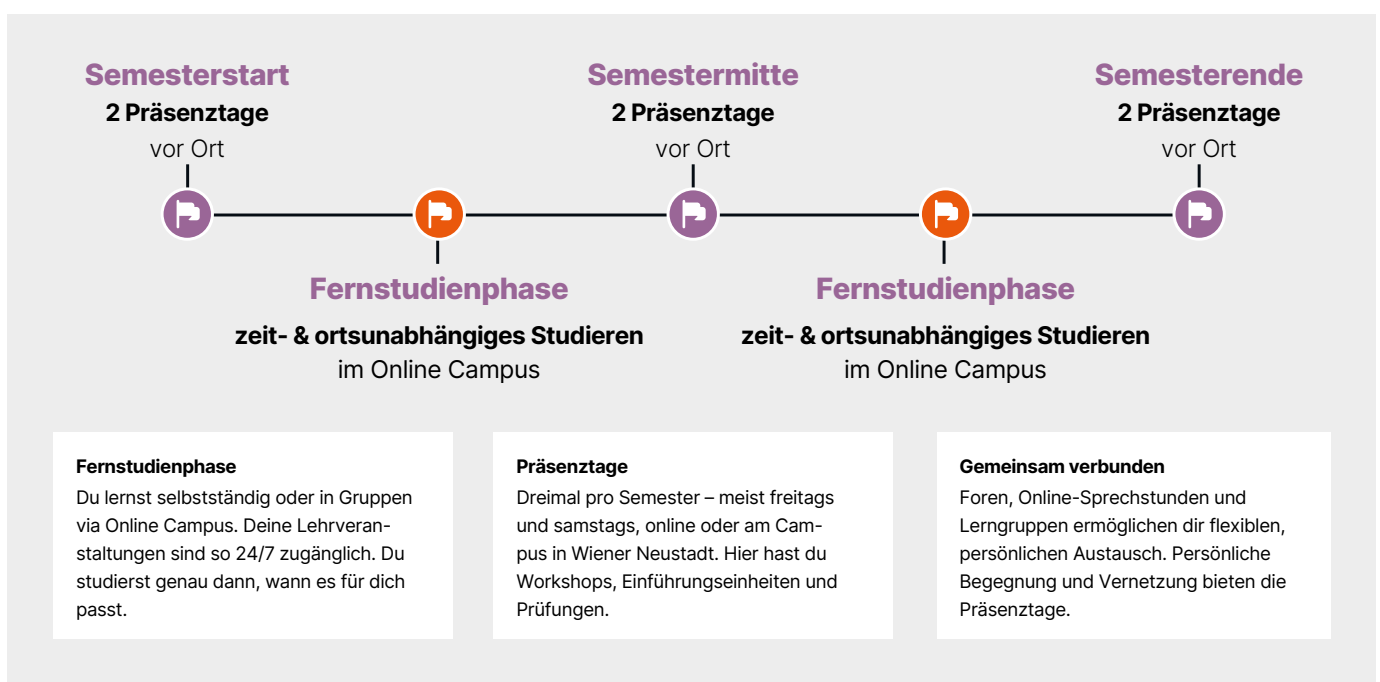 Semesterstart
2 Präsenztage
vor Ort
Semestermitte
2 Präsenztage
vor Ort
Semesterende
2 Präsenztage
vor Ort
Fernstudienphase
zeit- & ortsunabhängiges Studieren
im Online Campus
Fernstudienphase
zeit- & ortsunabhängiges Studieren
im Online Campus
Fernstudienphase
Du lernst selbstständig oder in Gruppen
via Online Campus. Deine Lehrveran-
staltungen sind so 24/7 zugänglich. Du
studierst genau dann, wann es für dich
passt.
Präsenztage
Dreimal pro Semester – meist freitags
und samstags, online oder am Cam-
pus in Wiener Neustadt. Hier hast du
Workshops, Einführungseinheiten und
Prüfungen.
Gemeinsam verbunden
Foren, Online-Sprechstunden und
Lerngruppen ermöglichen dir flexiblen,
persönlichen Austausch. Persönliche
Begegnung und Vernetzung bieten die
Präsenztage.